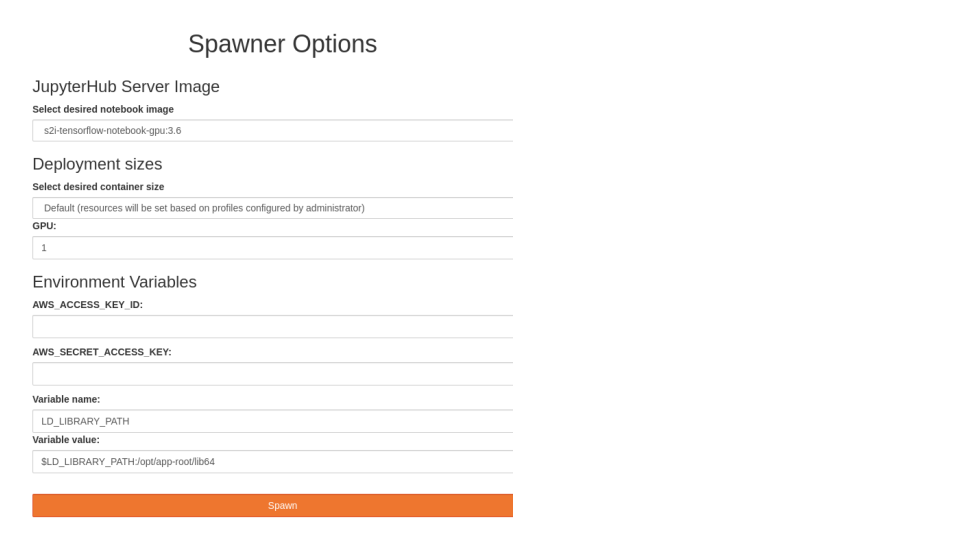 Spawner Options
JupyterHub Server Image
Select desired notebook image
s2i-tensorflow-notebook-gpu:3.6
Deployment sizes
Select desired container size
Default (resources will be set based on profiles configured by administrator)
GPU:
1
Environment Variables
AWS_ACCESS_KEY_ID:
AWS_SECRET_ACCESS_KEY:
Variable name:
LD_LIBRARY_PATH
Variable value:
$LD_LIBRARY_PATH:/opt/app-root/lib64
Spawn